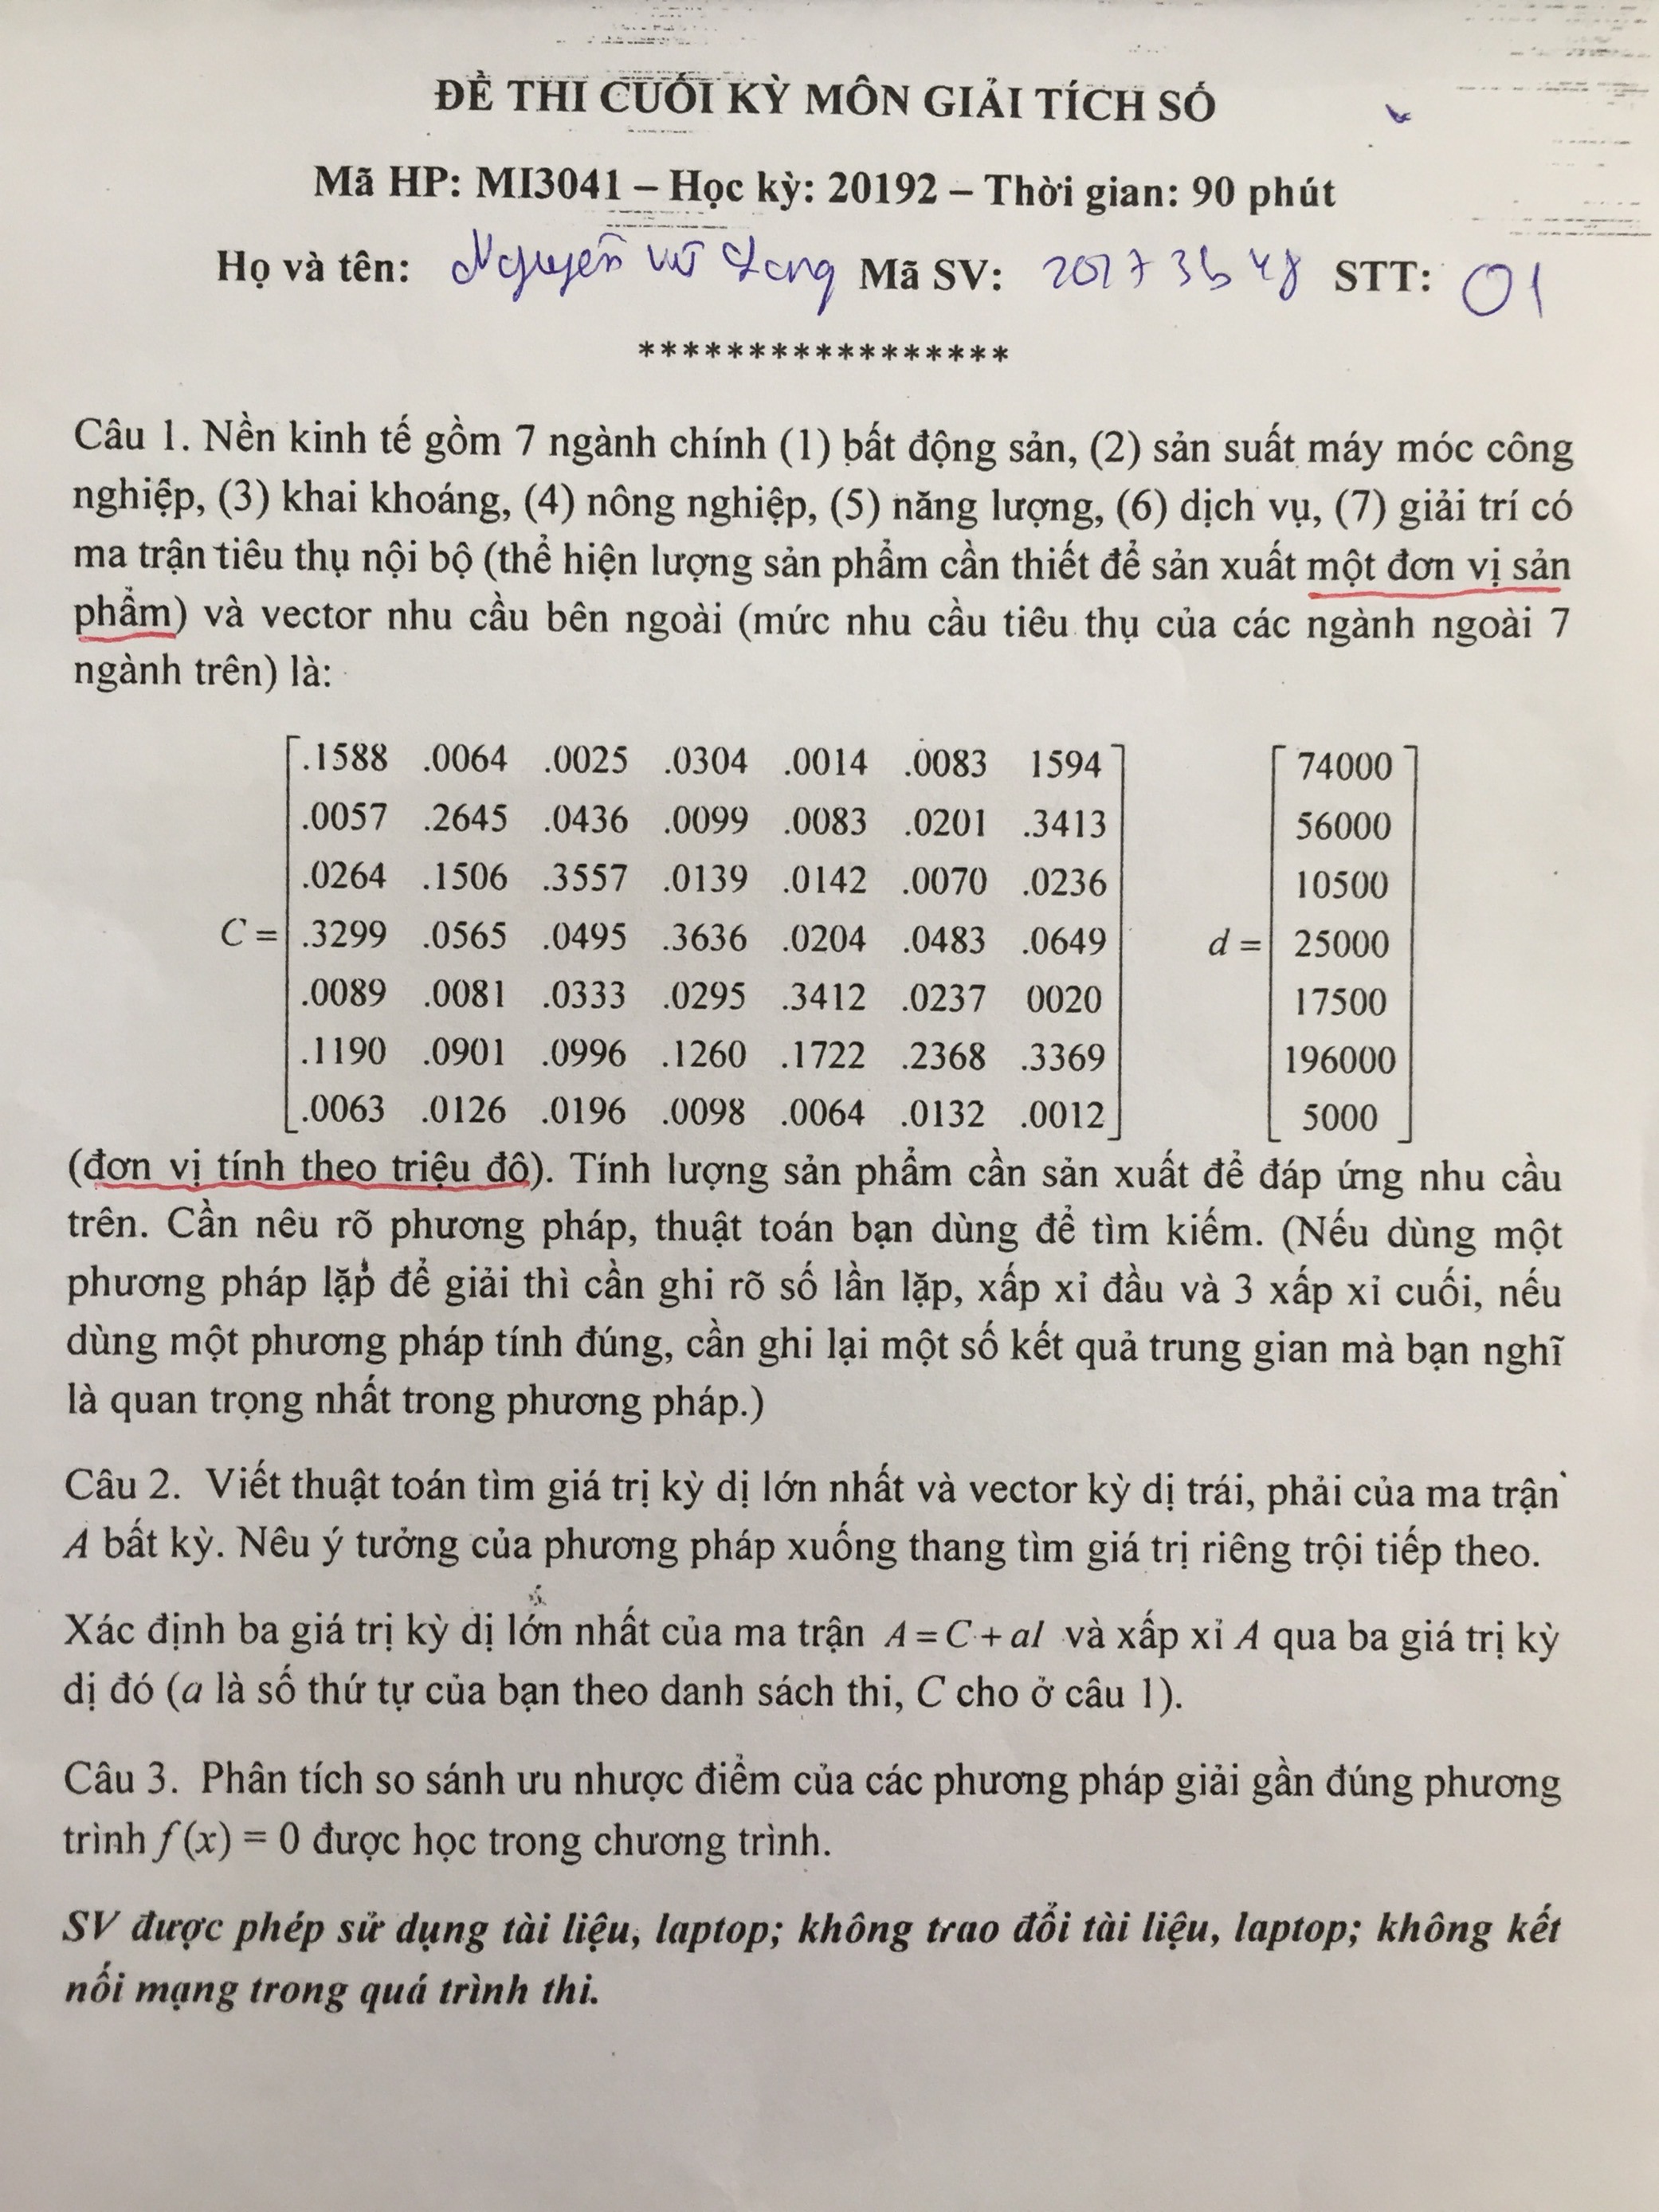 ĐỀ THI CUỐI KỲ MÔN GIẢI TÍCH SỐ
Mã HP: MI3041 – Học kỳ: 20192 – Thời gian: 90 phút
Họ và tên: Nguyễn Mã SV: STT: 01
*****************
Câu 1. Nền kinh tế gồm 7 ngành chính (1) bất động sản, (2) sản suất máy móc công
nghiệp, (3) khai khoáng, (4) nông nghiệp, (5) năng lượng, (6) dịch vụ, (7) giải trí có
ma trận tiêu thụ nội bộ (thể hiện lượng sản phẩm cần thiết để sản xuất một đơn vị sản
phẩm) và vector nhu cầu bên ngoài (mức nhu cầu tiêu thụ của các ngành ngoài 7
ngành trên) là:
.1588 .0064 .0025 .0304 .0014 .0083 1594 74000
.0057 .2645 .0436 .0099 .0083 .0201 .3413 56000
.0264 .1506 .3557 .0139 .0142 .0070 .0236 10500
C = .3299 .0565 .0495 .3636 .0204 .0483 .0649 d = 25000
.0089 .0081 .0333 .0295 .3412 .0237 0020 17500
.1190 .0901 .0996 .1260 .1722 .2368 .3369 196000
.0063 .0126 .0196 .0098 .0064 .0132 .0012 5000
(đơn vị tính theo triệu đô). Tính lượng sản phẩm cần sản xuất để đáp ứng nhu cầu
trên. Cần nêu rõ phương pháp, thuật toán bạn dùng để tìm kiếm. (Nếu dùng một
phương pháp lặp để giải thì cần ghi rõ số lần lặp, xấp xỉ đầu và 3 xấp xỉ cuối, nếu
dùng một phương pháp tính đúng, cần ghi lại một số kết quả trung gian mà bạn nghĩ
là quan trọng nhất trong phương pháp.)
Câu 2. Viết thuật toán tìm giá trị kỳ dị lớn nhất và vector kỳ dị trái, phải của ma trận
A bất kỳ. Nêu ý tưởng của phương pháp xuống thang tìm giá trị riêng trội tiếp theo.
Xác định ba giá trị kỳ dị lớn nhất của ma trận A = C + aI và xấp xỉ A qua ba giá trị kỳ
dị đó (a là số thứ tự của bạn theo danh sách thi, C cho ở câu 1).
Câu 3. Phân tích so sánh ưu nhược điểm của các phương pháp giải gần đúng phương
trình f (x) = 0 được học trong chương trình.
SV được phép sử dụng tài liệu, laptop; không trao đổi tài liệu, laptop; không kết
nối mạng trong quá trình thi.